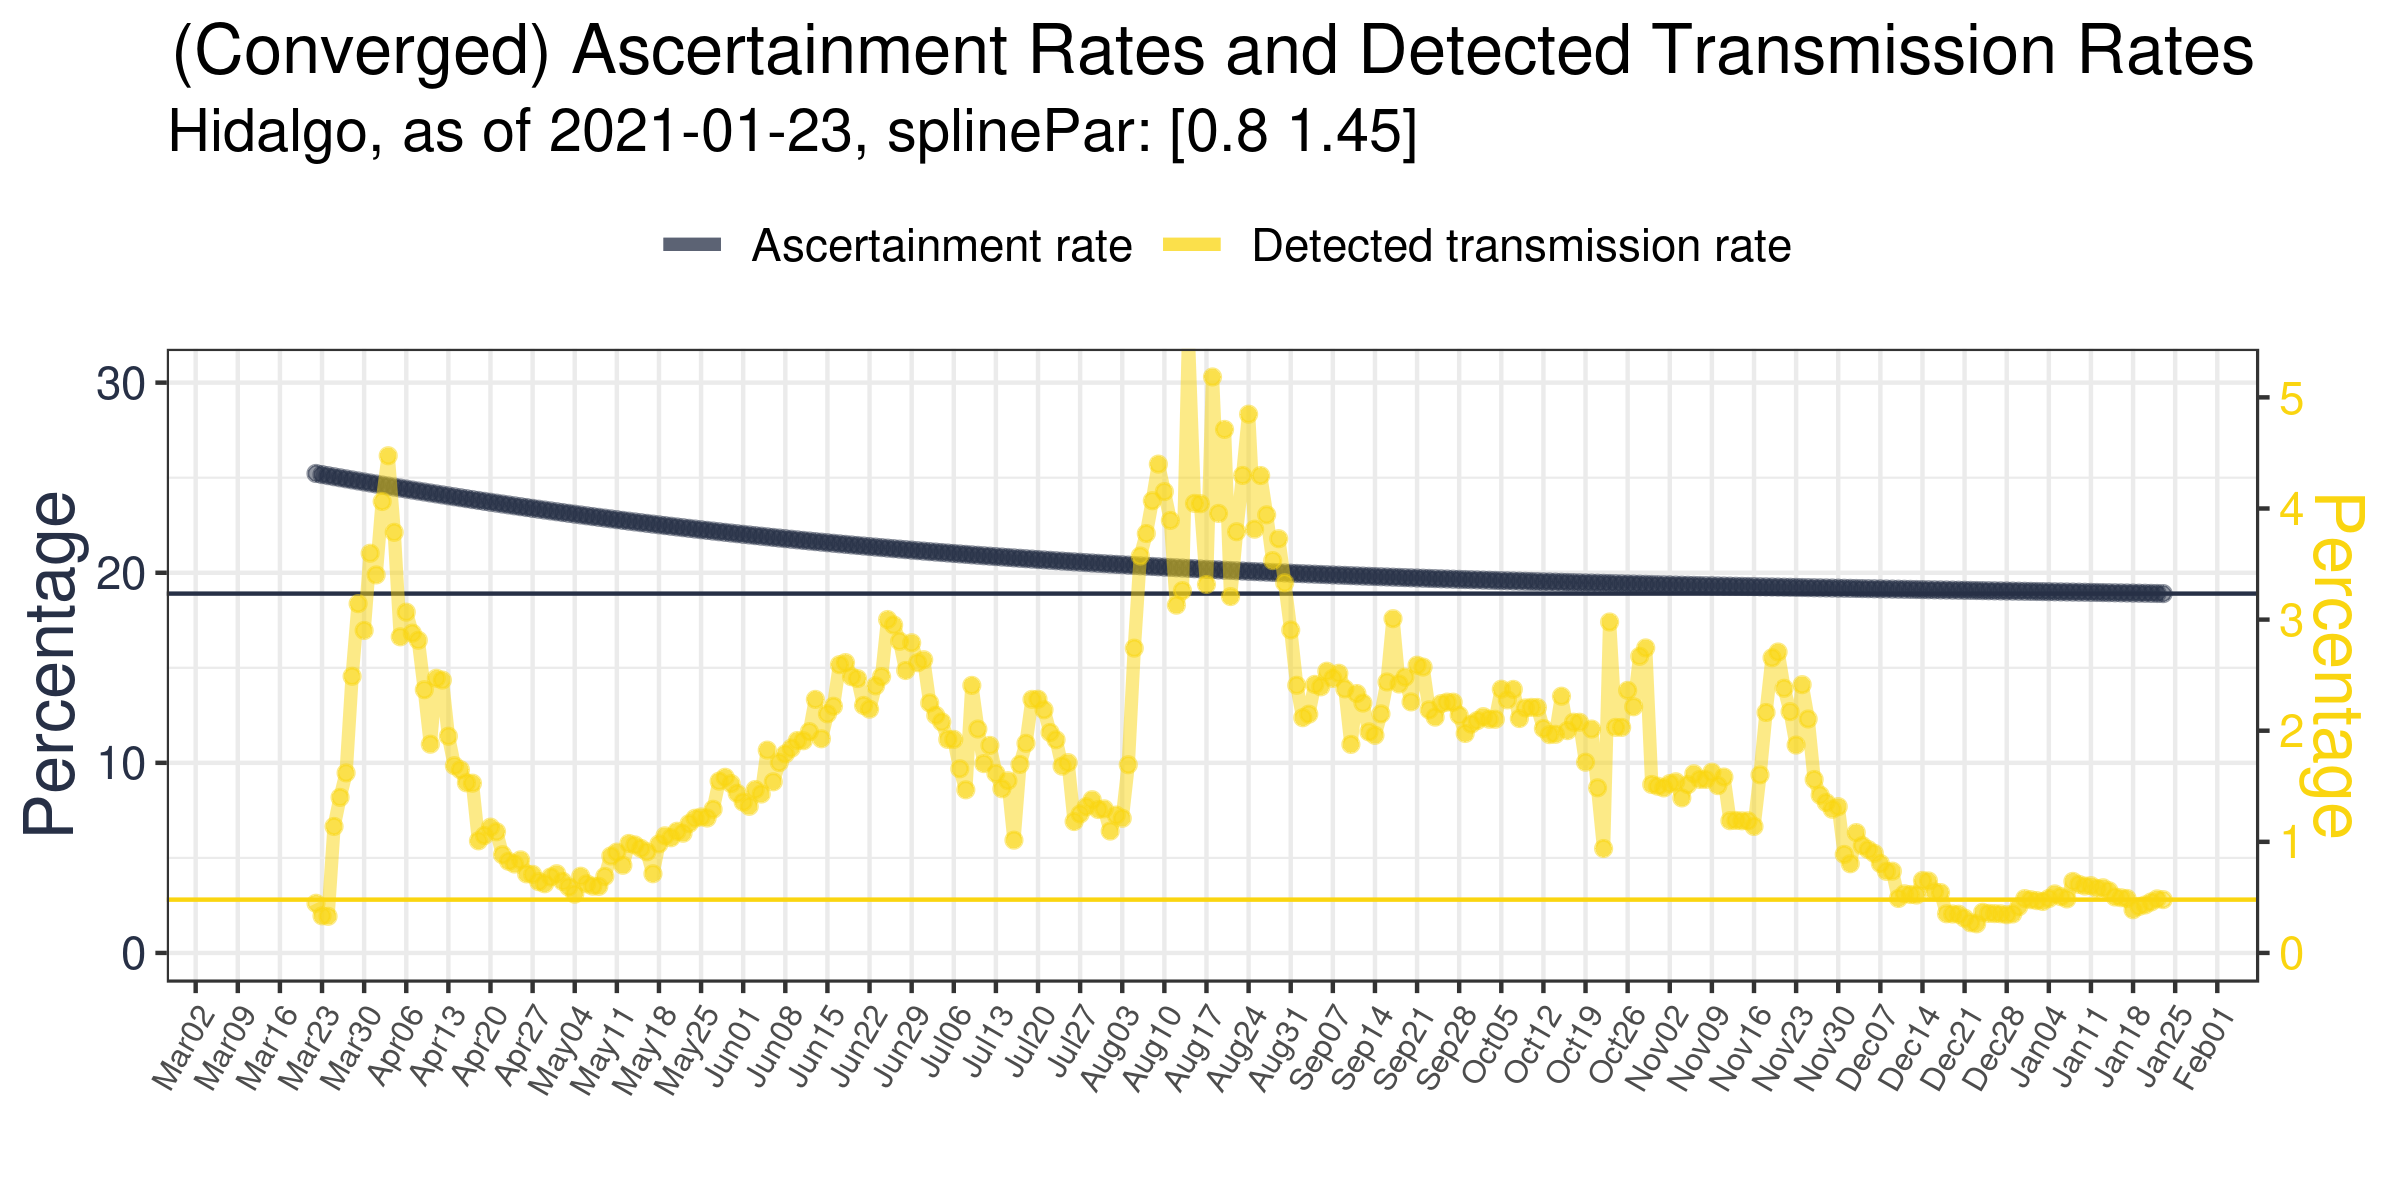 (Converged) Ascertainment Rates and Detected Transmission Rates
Hidalgo, as of 2021-01-23, splinePar: [0.8 1.45]
Ascertainment rate
Detected transmission rate
Percentage
30
20
10
0
5
4
3
2
1
0
Percentage
Mar02
Mar09
Mar16
Mar23
Mar30
Apr06
Apr13
Apr20
Apr27
May04
May11
May18
May25
Jun01
Jun08
Jun15
Jun22
Jun29
Jul06
Jul13
Jul20
Jul27
Aug03
Aug10
Aug17
Aug24
Aug31
Sep07
Sep14
Sep21
Sep28
Oct05
Oct12
Oct19
Oct26
Nov02
Nov09
Nov16
Nov23
Nov30
Dec07
Dec14
Dec21
Dec28
Jan04
Jan11
Jan18
Jan25
Feb01